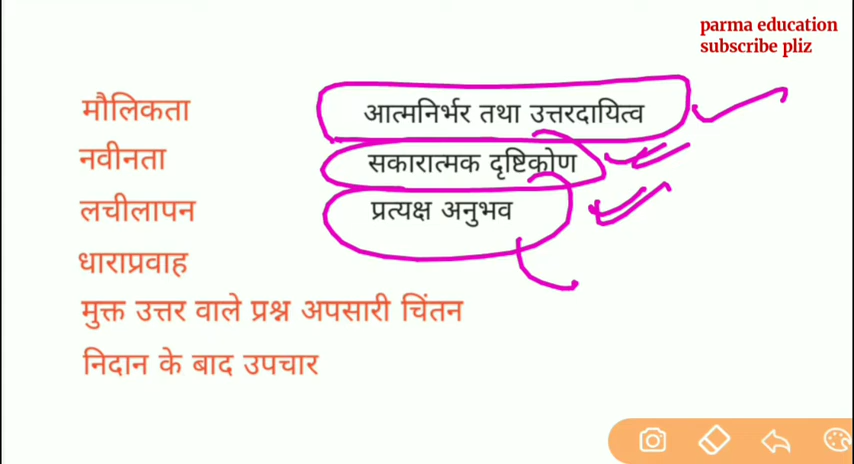 parma education
subscribe pliz
मौलिकता आत्मनिर्भर तथा उत्तरदायित्व
नवीनता सकारात्मक दृष्टिकोण
लचीलापन प्रत्यक्ष अनुभव
धाराप्रवाह
मुक्त उत्तर वाले प्रश्न अपसारी चिंतन
निदान के बाद उपचार